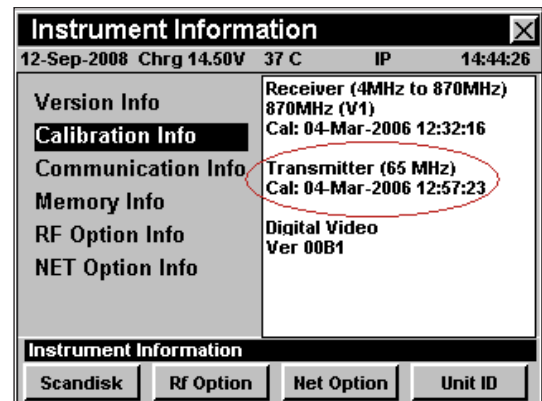 Instrument Information
12-Sep-2008 Chrg 14.50V 37 C IP 14:44:26
Version Info
Calibration Info
Communication Info
Memory Info
RF Option Info
NET Option Info
Receiver (4MHz to 870MHz)
870MHz (V1)
Cal: 04-Mar-2006 12:32:16
Transmitter (65 MHz)
Cal: 04-Mar-2006 12:57:23
Digital Video
Ver 00B1
Instrument Information
Scandisk Rf Option Net Option Unit ID